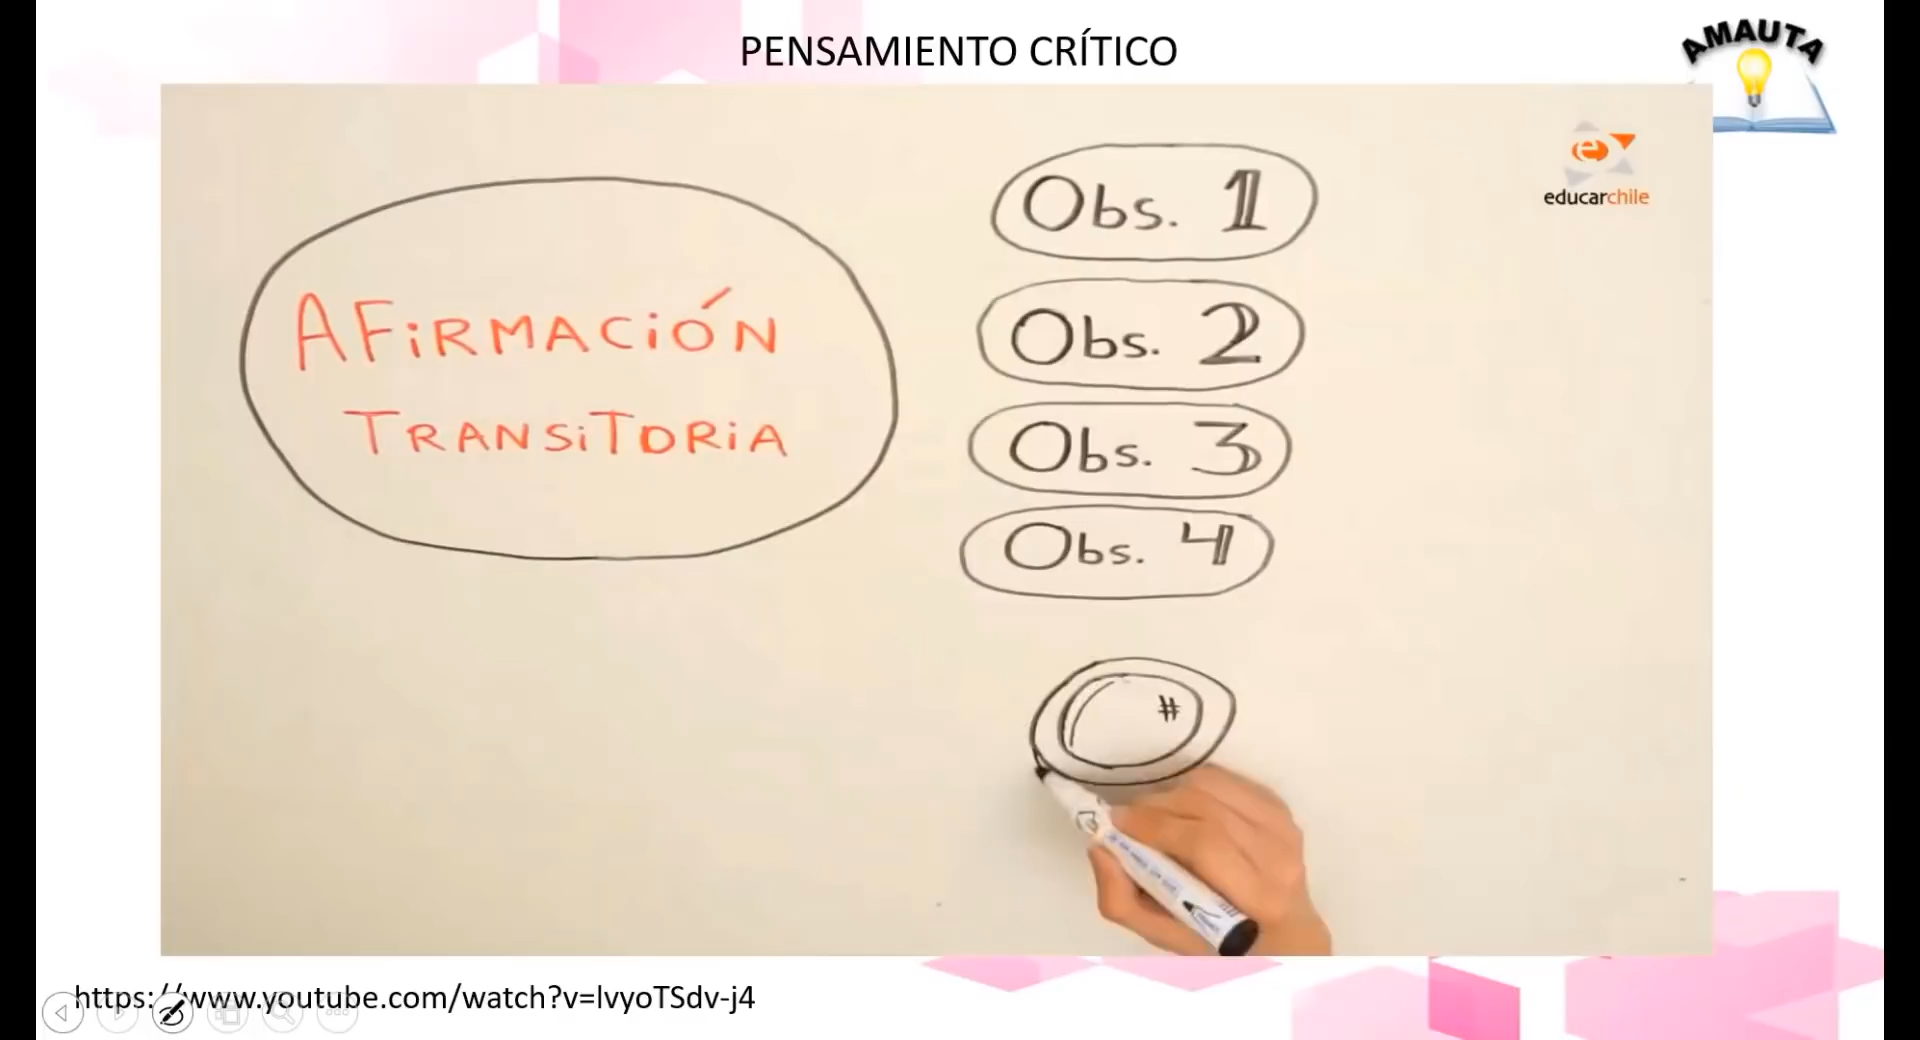 PENSAMIENTO CRÍTICO
AMAUTA
educarchile
AFiRMACiÓN
TRANSiTORiA
Obs. 1
Obs. 2
Obs. 3
Obs. 4
#
https://www.youtube.com/watch?v=lvyoTSdv-j4